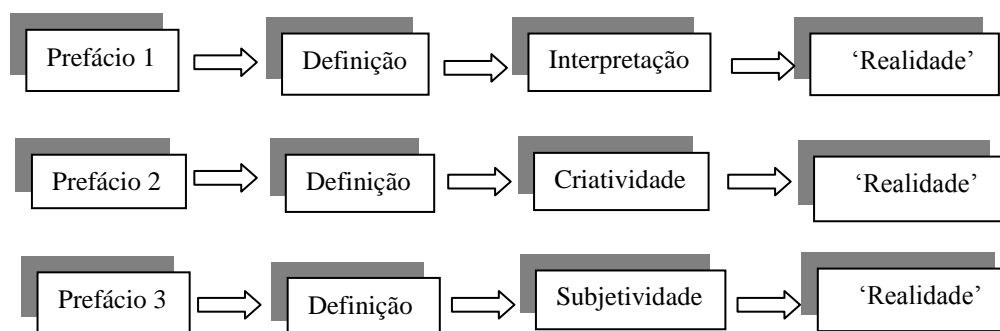 Prefácio 1 Definição Interpretação ‘Realidade’
Prefácio 2 Definição Criatividade ‘Realidade’
Prefácio 3 Definição Subjetividade ‘Realidade’